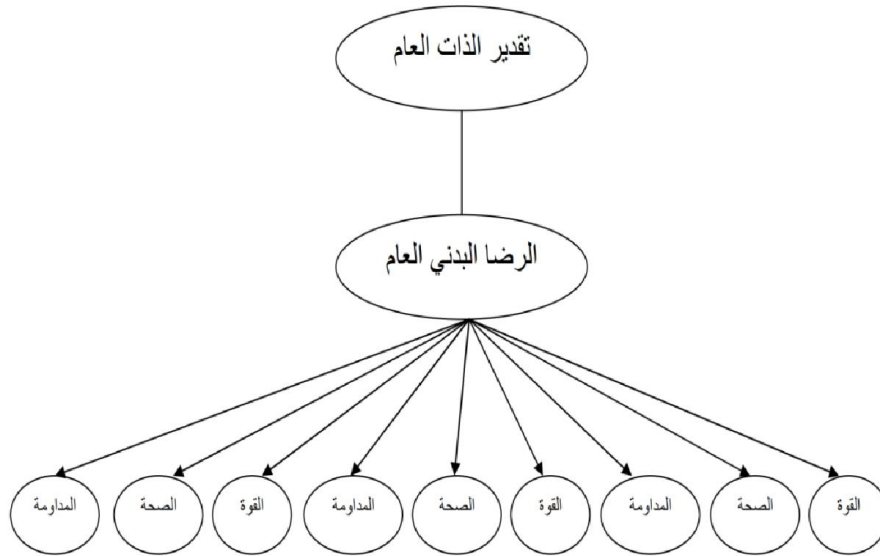 تقدير الذات العام
الرضا البدني العام
القوة
الصحة
المداومة
القوة
الصحة
المداومة
القوة
الصحة
المداومة